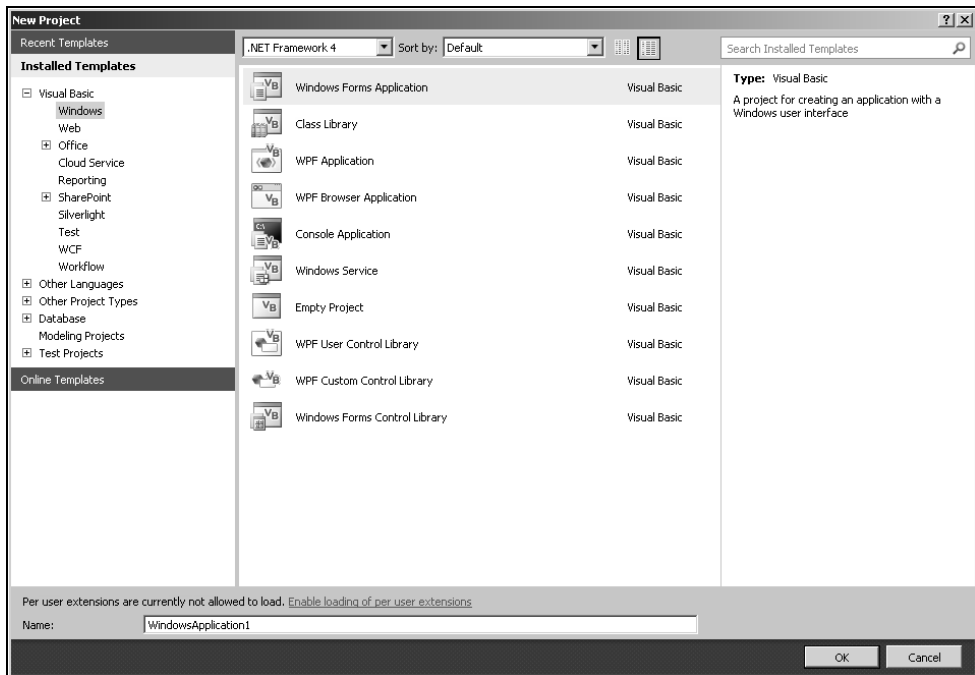 New Project
Recent Templates
Installed Templates
Visual Basic
Windows
Web
Office
Cloud Service
Reporting
SharePoint
Silverlight
Test
WCF
Workflow
Other Languages
Other Project Types
Database
Modeling Projects
Test Projects
Online Templates
.NET Framework 4 Sort by: Default
Windows Forms Application Visual Basic
Class Library Visual Basic
WPF Application Visual Basic
WPF Browser Application Visual Basic
Console Application Visual Basic
Windows Service Visual Basic
Empty Project Visual Basic
WPF User Control Library Visual Basic
WPF Custom Control Library Visual Basic
Windows Forms Control Library Visual Basic
Search Installed Templates
Type: Visual Basic
A project for creating an application with a
Windows user interface
Per user extensions are currently not allowed to load. Enable loading of per user extensions
Name: WindowsApplication1
OK Cancel